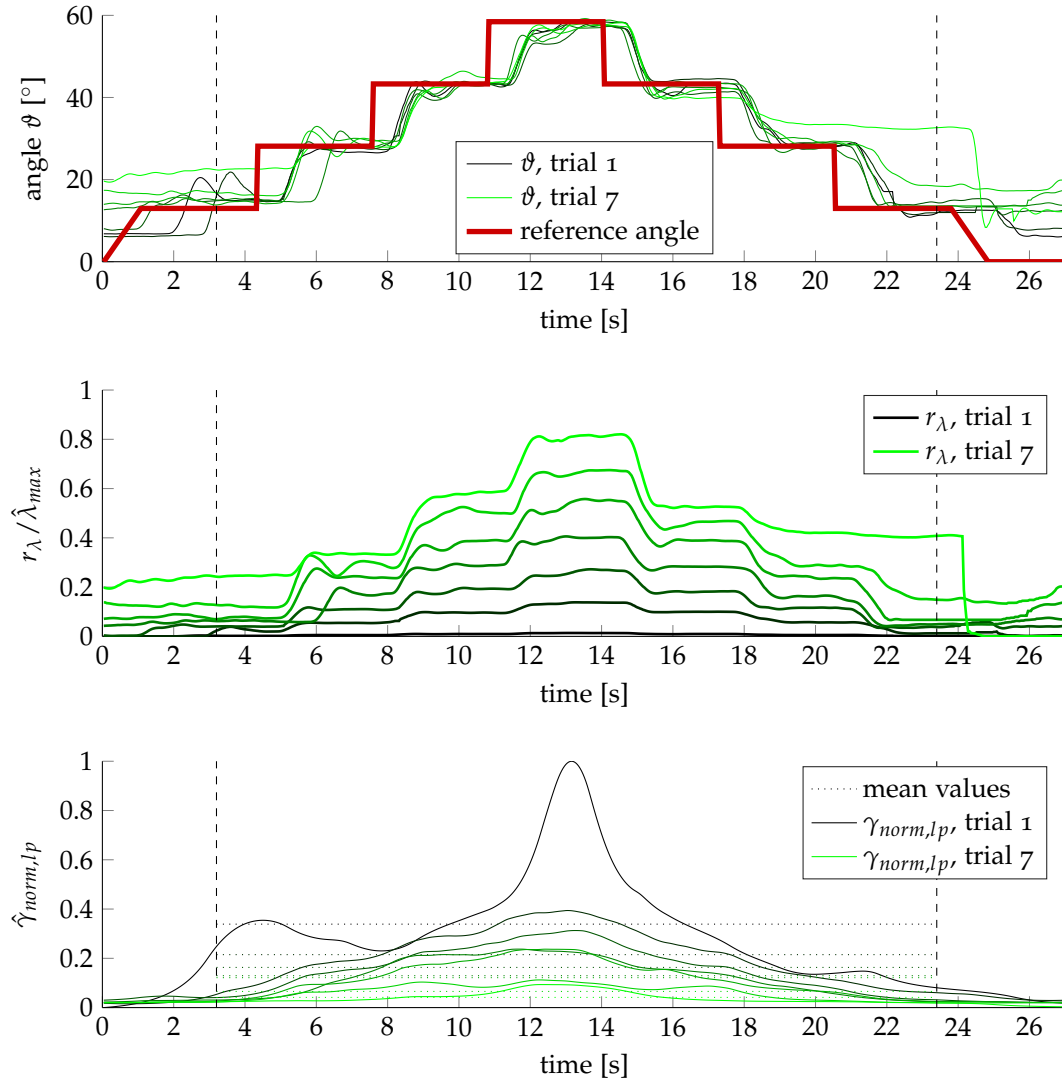 60
40
20
0
angle ϑ [°]
ϑ, trial 1
ϑ, trial 7
reference angle
0 2 4 6 8 10 12 14 16 18 20 22 24 26
time [s]
1
0.8
0.6
0.4
0.2
0
r_λ/λ̂_max
r_λ, trial 1
r_λ, trial 7
0 2 4 6 8 10 12 14 16 18 20 22 24 26
time [s]
1
0.8
0.6
0.4
0.2
0
γ̂_norm,lp
mean values
γ_norm,lp, trial 1
γ_norm,lp, trial 7
0 2 4 6 8 10 12 14 16 18 20 22 24 26
time [s]